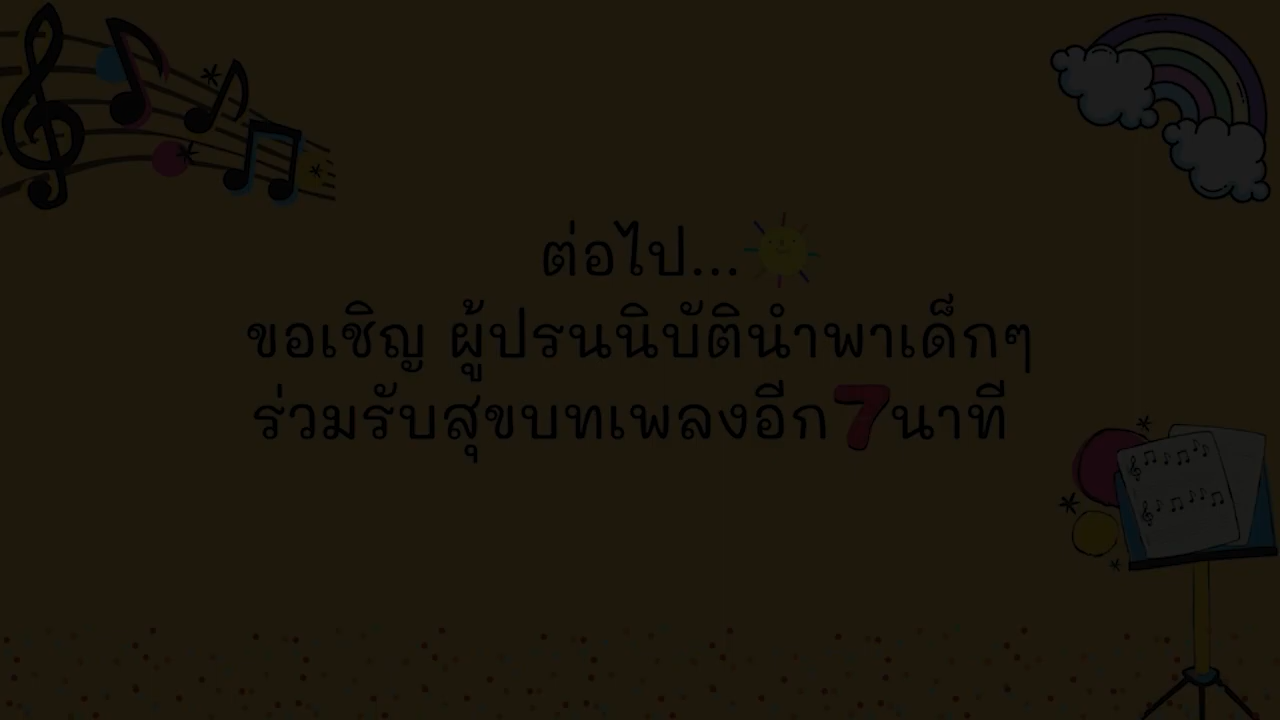 ต่อไป...
ขอเชิญ ผู้ปรนนิบัตินำพาเด็กๆ
ร่วมรับสุขบทเพลงอีก7นาที